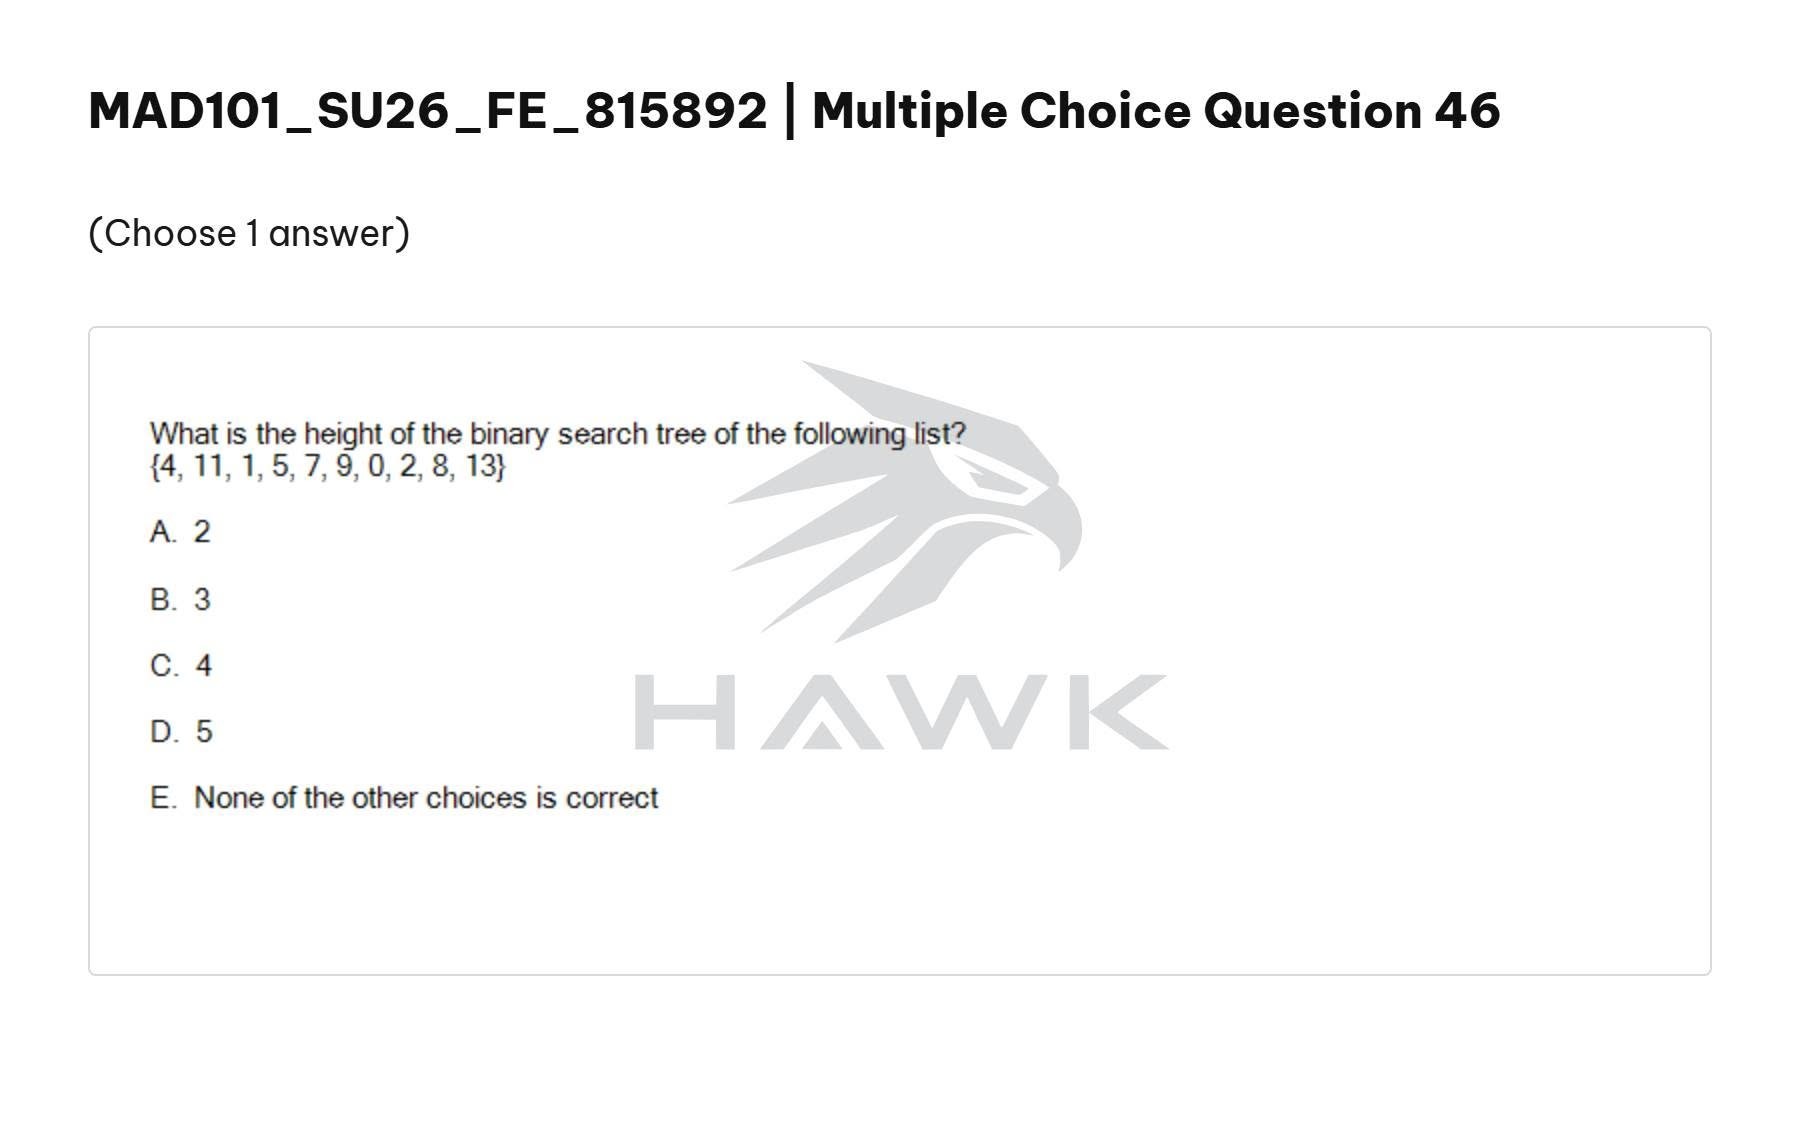 MAD101_SU26_FE_815892 | Multiple Choice Question 46
(Choose 1 answer)
What is the height of the binary search tree of the following list?
{4, 11, 1, 5, 7, 9, 0, 2, 8, 13}
A. 2
B. 3
C. 4
D. 5
E. None of the other choices is correct
HAWK